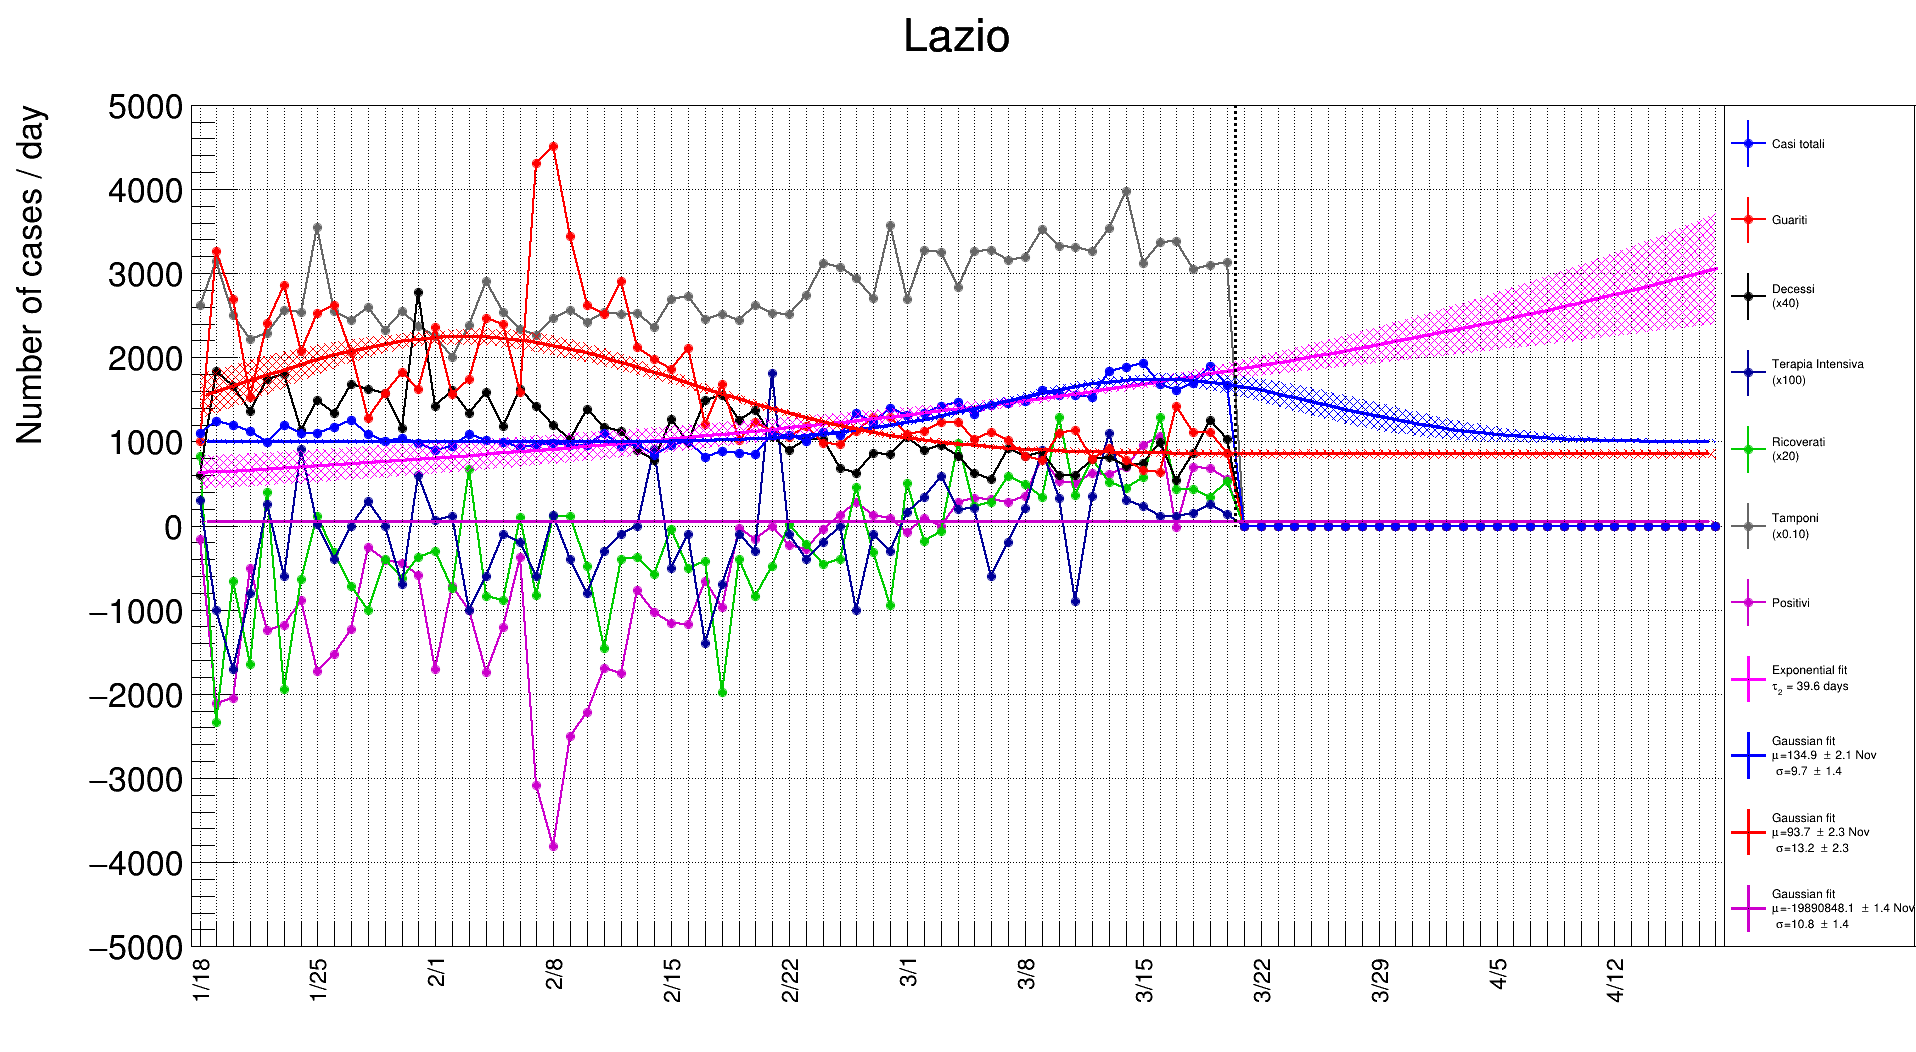 Lazio
Number of cases / day
5000
4000
3000
2000
1000
0
−1000
−2000
−3000
−4000
−5000
1/18
1/25
2/1
2/8
2/15
2/22
3/1
3/8
3/15
3/22
3/29
4/5
4/12
Casi totali
Guariti
Decessi
(x40)
Terapia Intensiva
(x100)
Ricoverati
(x20)
Tamponi
(x0.10)
Positivi
Exponential fit
τ2 = 39.6 days
Gaussian fit
μ=134.9 ± 2.1 Nov
σ=9.7 ± 1.4
Gaussian fit
μ=93.7 ± 2.3 Nov
σ=13.2 ± 2.3
Gaussian fit
μ=-19890848.1 ± 1.4 Nov
σ=10.8 ± 1.4